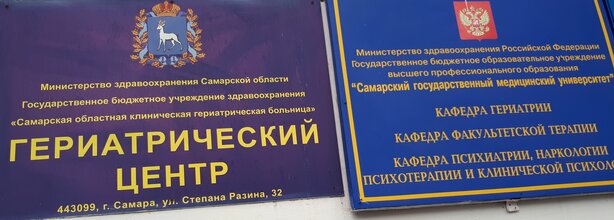 Министерство здравоохранения Самарской области
Государственное бюджетное учреждение здравоохранения
«Самарская областная клиническая гериатрическая больница»
ГЕРИАТРИЧЕСКИЙ
ЦЕНТР
443099, г. Самара, ул. Степана Разина, 32
Министерство здравоохранения Российской Федерации
Государственное бюджетное образовательное учреждение
высшего профессионального образования
"Самарский государственный медицинский университет"
КАФЕДРА ГЕРИАТРИИ
КАФЕДРА ФАКУЛЬТЕТСКОЙ ТЕРАПИИ
КАФЕДРА ПСИХИАТРИИ, НАРКОЛОГИИ
ПСИХОТЕРАПИИ И КЛИНИЧЕСКОЙ ПСИХОЛО